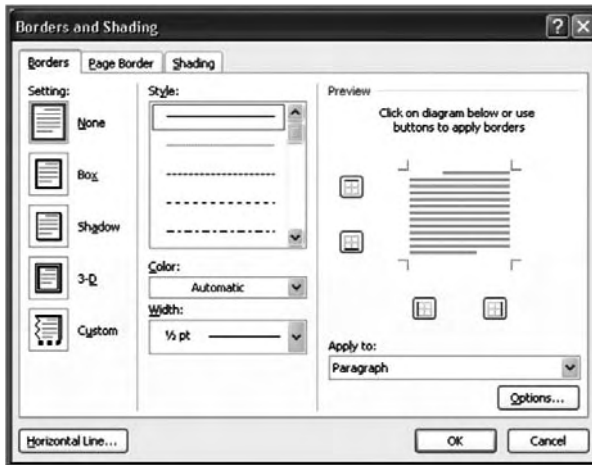 Borders and Shading
Borders
Page Border
Shading
Setting:
None
Box
Shadow
3-D
Custom
Style:
Color:
Automatic
Width:
½ pt
Preview
Click on diagram below or use
buttons to apply borders
Apply to:
Paragraph
Options...
Horizontal Line...
OK
Cancel